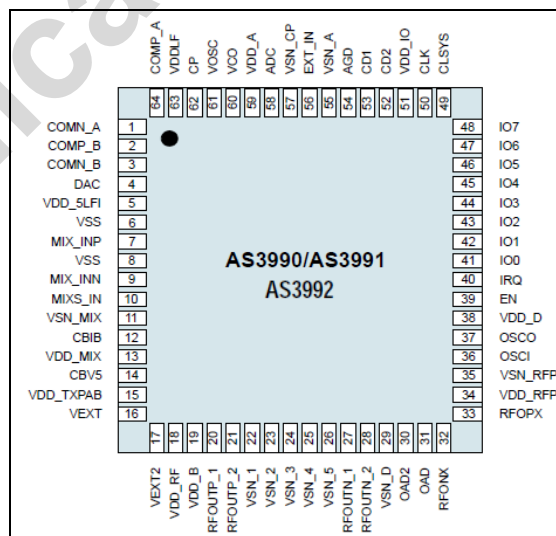 COMP_A
VDDLF
CP
VOSC
VCO
VDD_A
ADC
VSN_CP
EXT_IN
VSN_A
AGD
CD1
CD2
VDD_IO
CLK
CLSYS
64 63 62 61 60 59 58 57 56 55 54 53 52 51 50 49
COMN_A 1 48 IO7
COMP_B 2 47 IO6
COMN_B 3 46 IO5
DAC 4 45 IO4
VDD_5LFI 5 44 IO3
VSS 6 43 IO2
MIX_INP 7 42 IO1
VSS 8 41 IO0
AS3990/AS3991
MIX_INN 9 40 IRQ
AS3992
MIXS_IN 10 39 EN
VSN_MIX 11 38 VDD_D
CBIB 12 37 OSCO
VDD_MIX 13 36 OSCI
CBV5 14 35 VSN_RFP
VDD_TXPAB 15 34 VDD_RFP
VEXT 16 33 RFOPX
17 18 19 20 21 22 23 24 25 26 27 28 29 30 31 32
VEXT2
VDD_RF
VDD_B
RFOUTP_1
RFOUTP_2
VSN_1
VSN_2
VSN_3
VSN_4
VSN_5
RFOUTN_1
RFOUTN_2
VSN_D
OAD2
OAD
RFONX